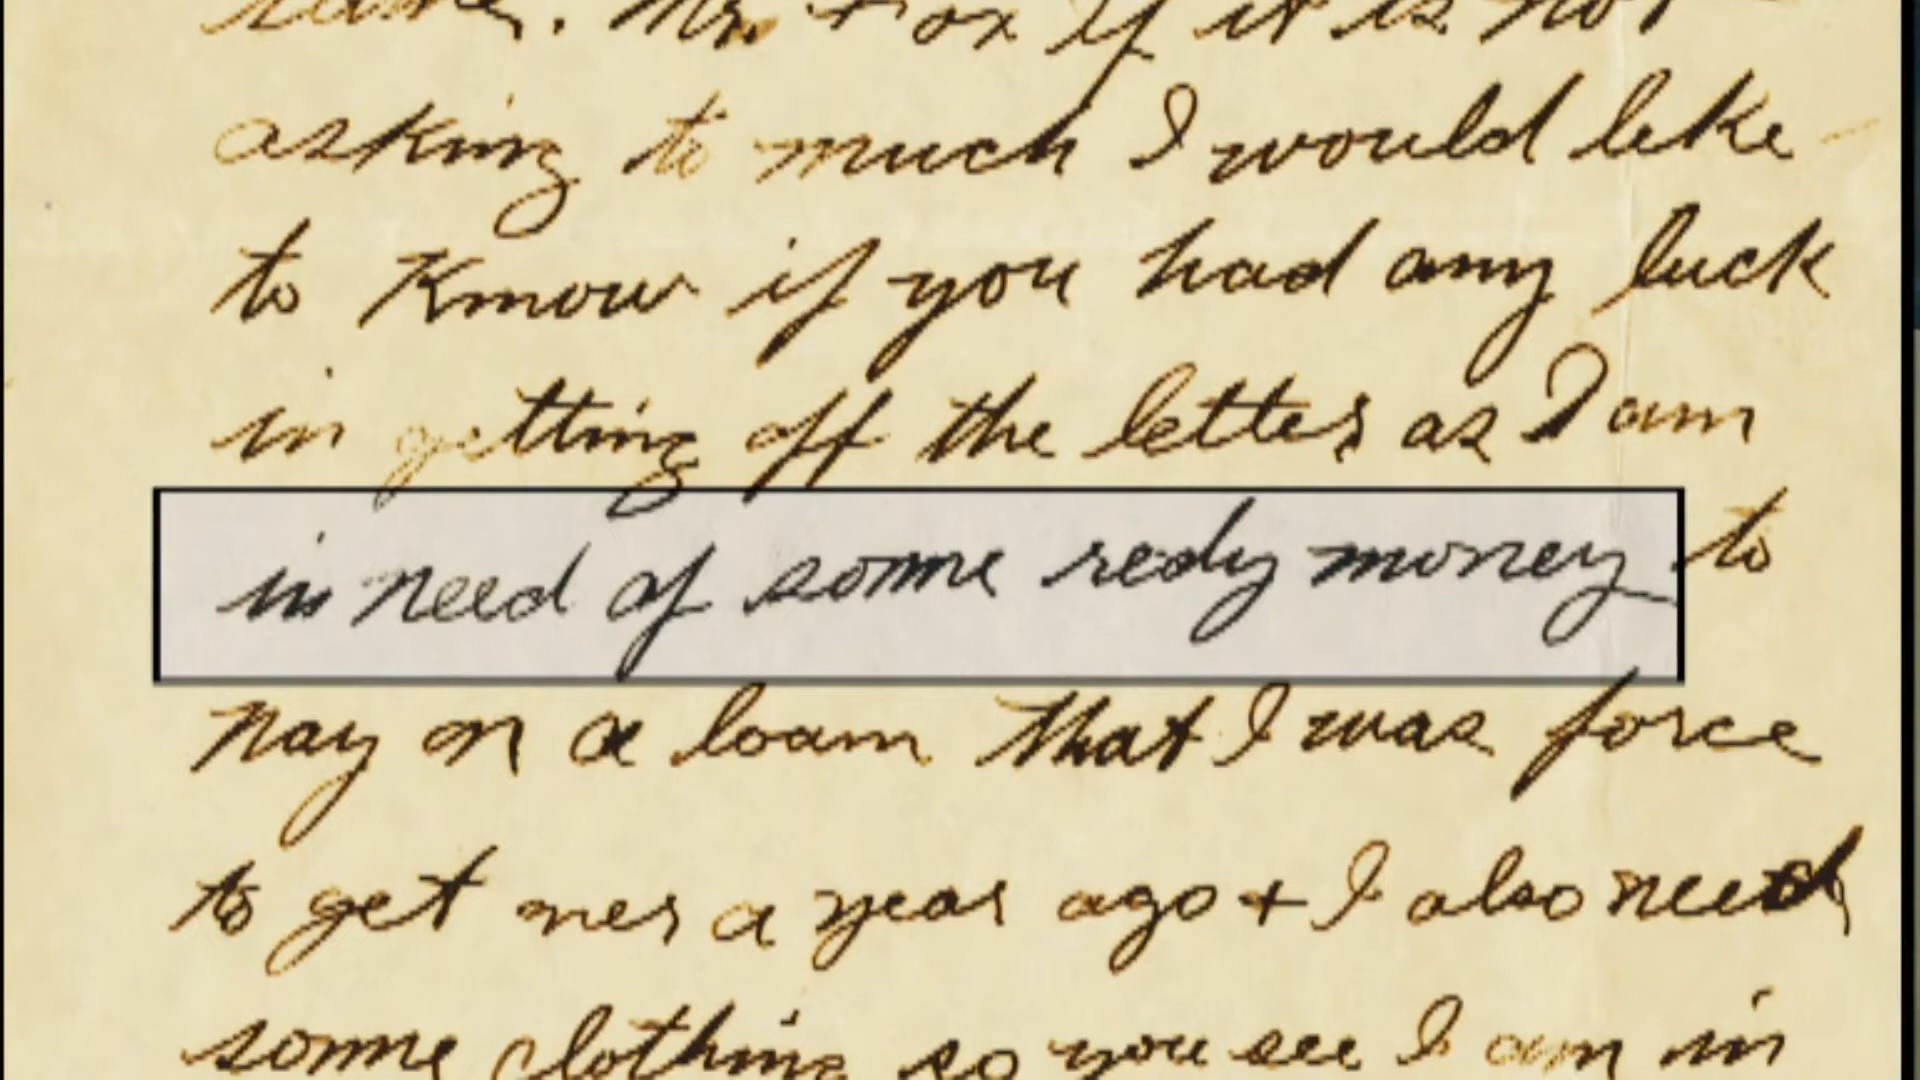 Mr. Fox If it is not
asking to much I would like
to Know if you had any luck
in getting off the letter as I am
in need of some redy money to
pay on a loan that I was force
to get nes a year ago + I also need
some clothing so you see I am in